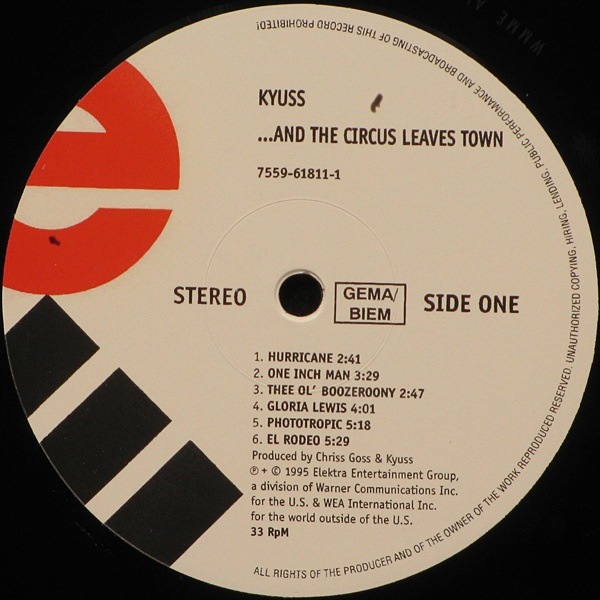 KYUSS
...AND THE CIRCUS LEAVES TOWN
7559-61811-1
STEREO
GEMA/
BIEM
SIDE ONE
1. HURRICANE 2:41
2. ONE INCH MAN 3:29
3. THEE OL' BOOZEROONY 2:47
4. GLORIA LEWIS 4:01
5. PHOTOTROPIC 5:18
6. EL RODEO 5:29
Produced by Chriss Goss & Kyuss
℗ + © 1995 Elektra Entertainment Group,
a division of Warner Communications Inc.
for the U.S. & WEA International Inc.
for the world outside of the U.S.
33 RpM
ALL RIGHTS OF THE PRODUCER AND OF THE OWNER OF THE WORK REPRODUCED RESERVED. UNAUTHORIZED COPYING, HIRING, LENDING, PUBLIC PERFORMANCE AND BROADCASTING OF THIS RECORD PROHIBITED!